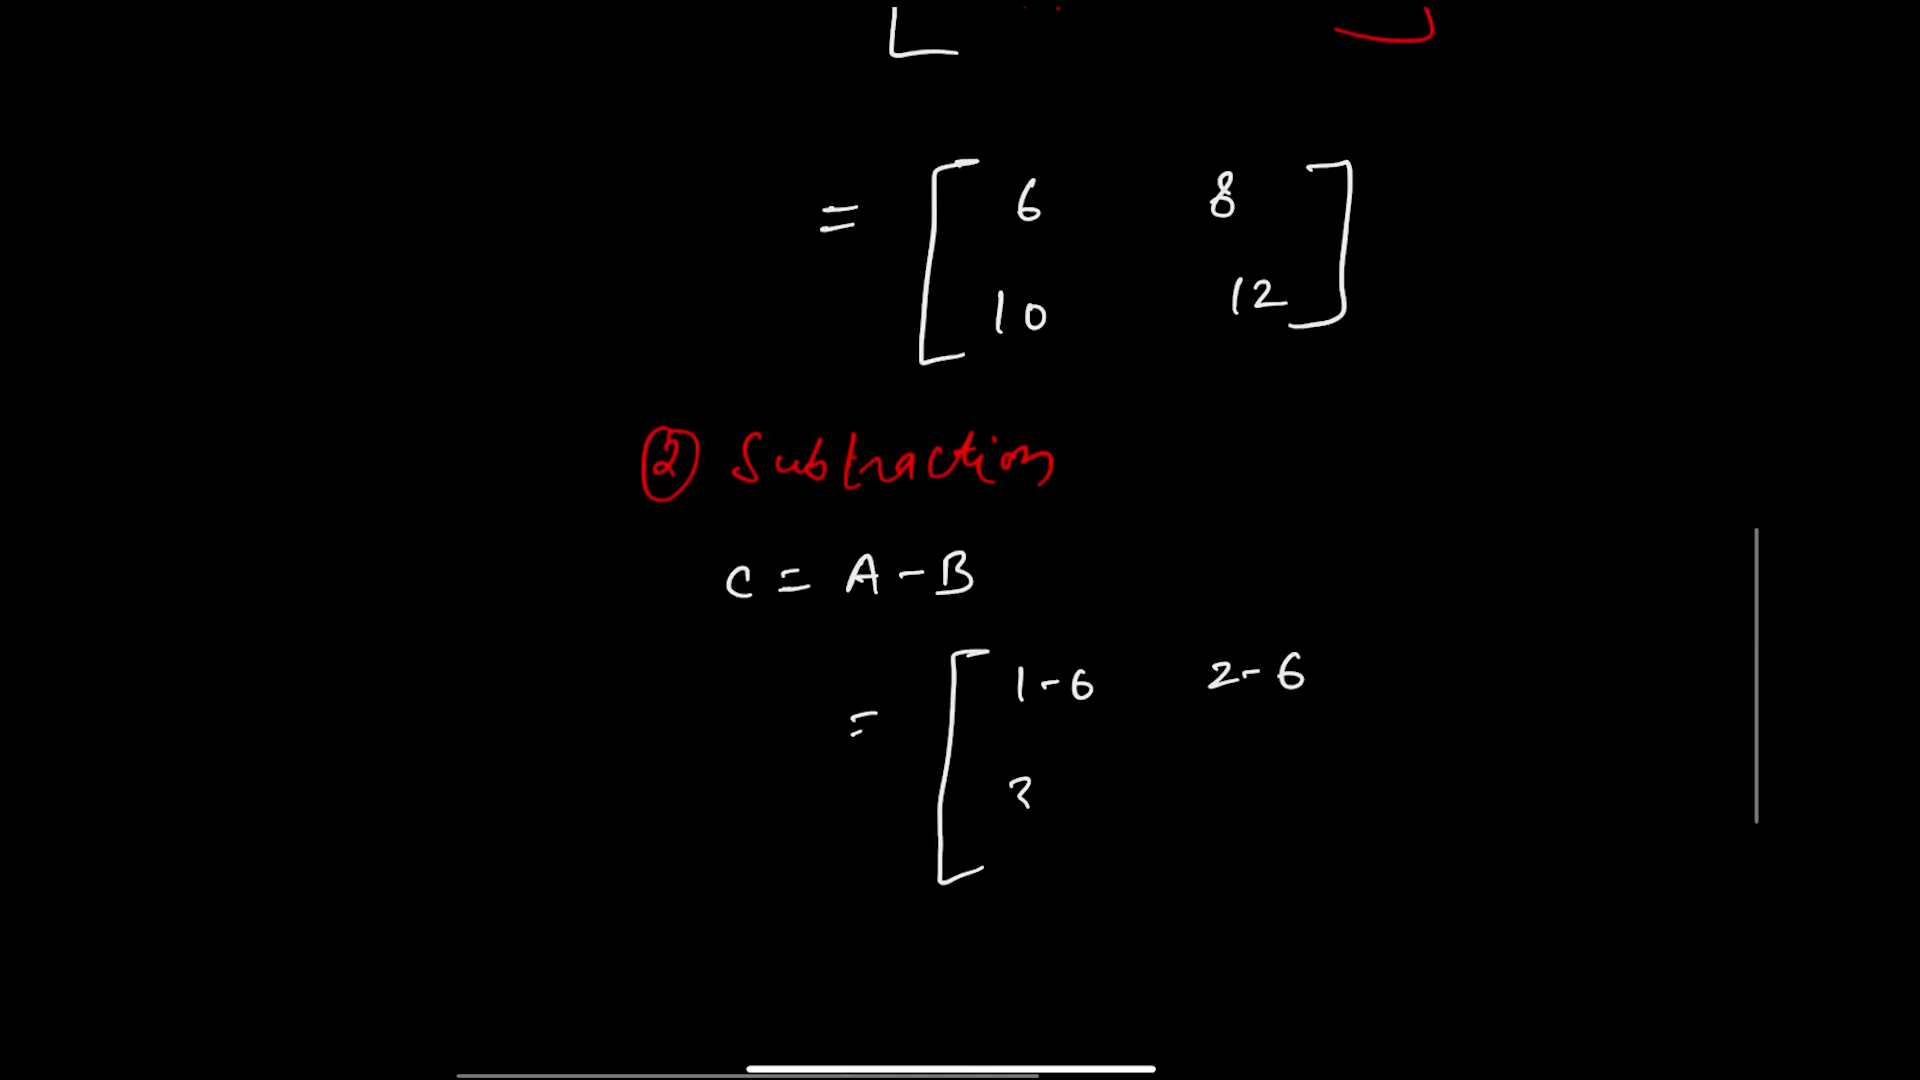 = [ 6 8
10 12 ]
② Subtraction
C = A - B
= [ 1-6 2-6
3